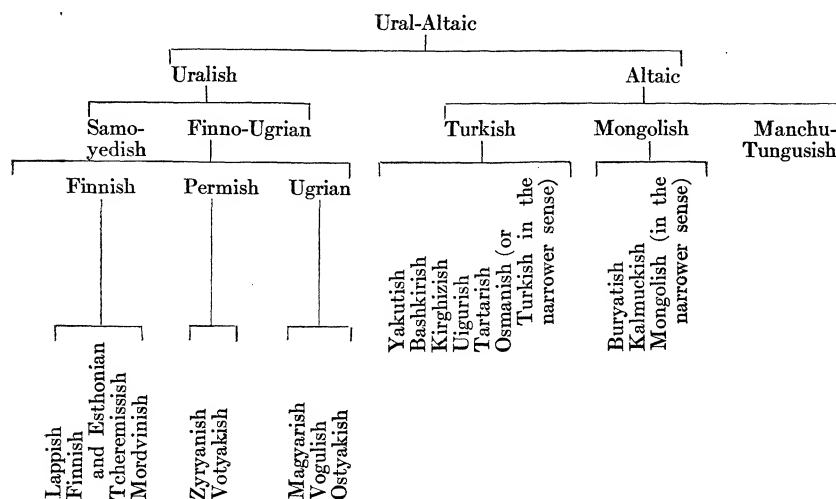 Ural-Altaic
Uralish
Altaic
Samo-
yedish
Finno-Ugrian
Turkish
Mongolish
Manchu-
Tungusish
Finnish
Permish
Ugrian
Yakutish
Bashkirish
Kirghizish
Uigurish
Tartarish
Osmanish (or
Turkish in the
narrower sense)
Buryatish
Kalmuckish
Mongolish (in the
narrower sense)
Lappish
Finnish
and Esthonian
Tcheremissish
Mordvinish
Zyryanish
Votyakish
Magyarish
Vogulish
Ostyakish